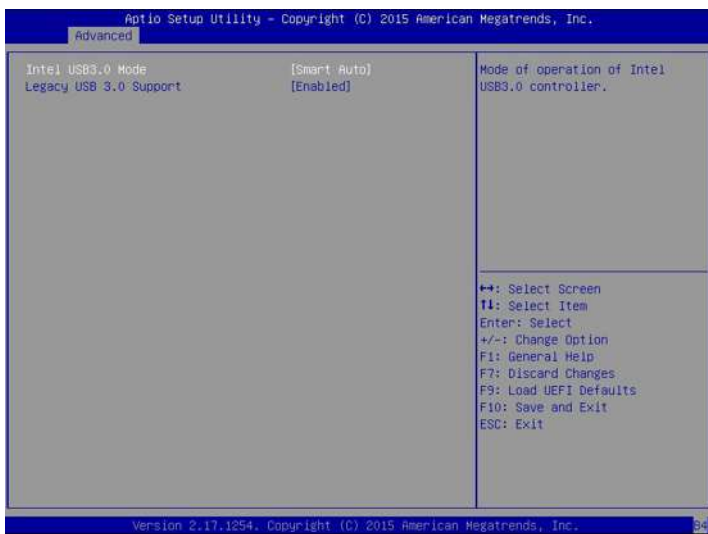 Aptio Setup Utility – Copyright (C) 2015 American Megatrends, Inc.
Advanced
Intel USB3.0 Mode [Smart Auto]
Legacy USB 3.0 Support [Enabled]
Mode of operation of Intel
USB3.0 controller.
↔: Select Screen
↑↓: Select Item
Enter: Select
+/-: Change Option
F1: General Help
F7: Discard Changes
F9: Load UEFI Defaults
F10: Save and Exit
ESC: Exit
Version 2.17.1254. Copyright (C) 2015 American Megatrends, Inc.
B4